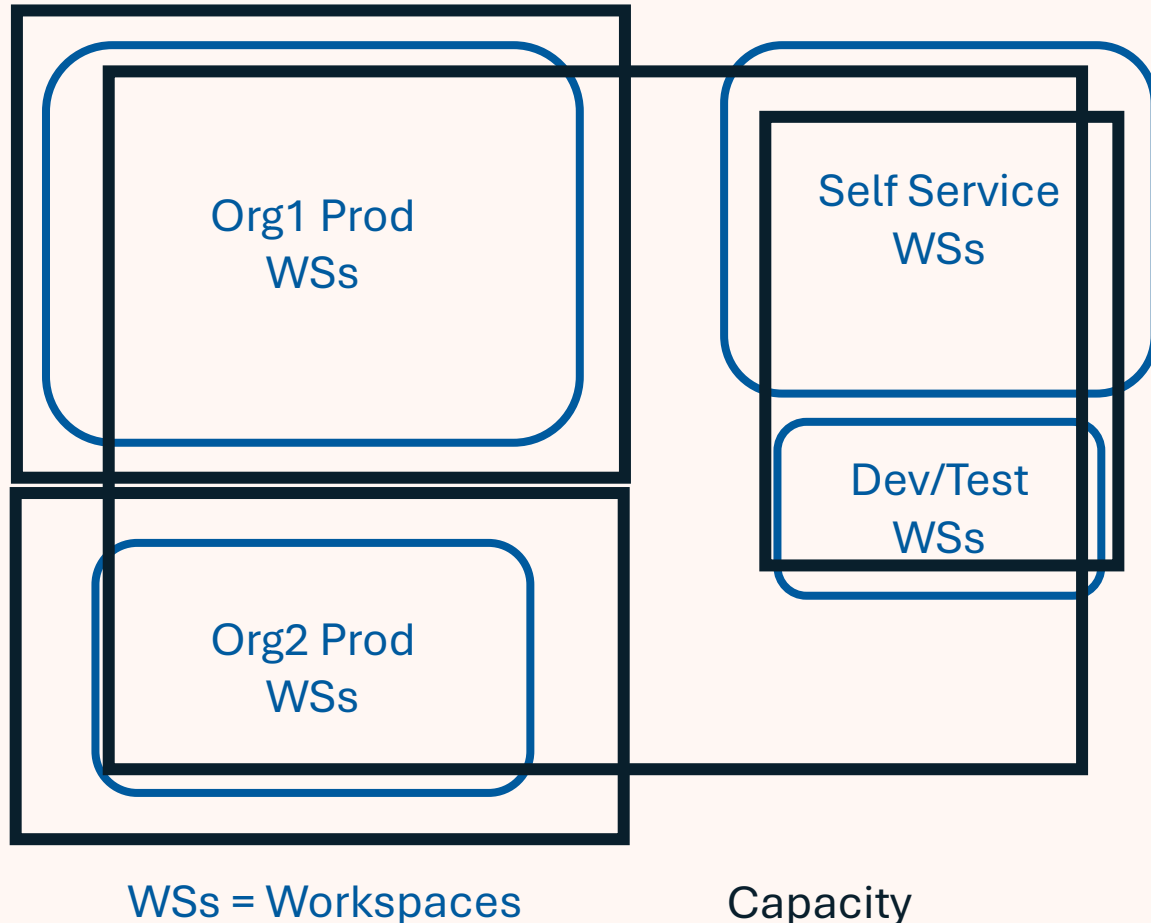 Org1 Prod
WSs
Self Service
WSs
Dev/Test
WSs
Org2 Prod
WSs
WSs = Workspaces
Capacity